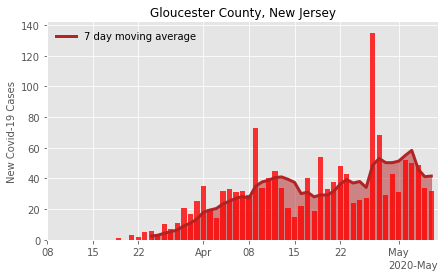 Gloucester County, New Jersey
7 day moving average
New Covid-19 Cases
140
120
100
80
60
40
20
0
08 15 22 Apr 08 15 22 May
2020-May